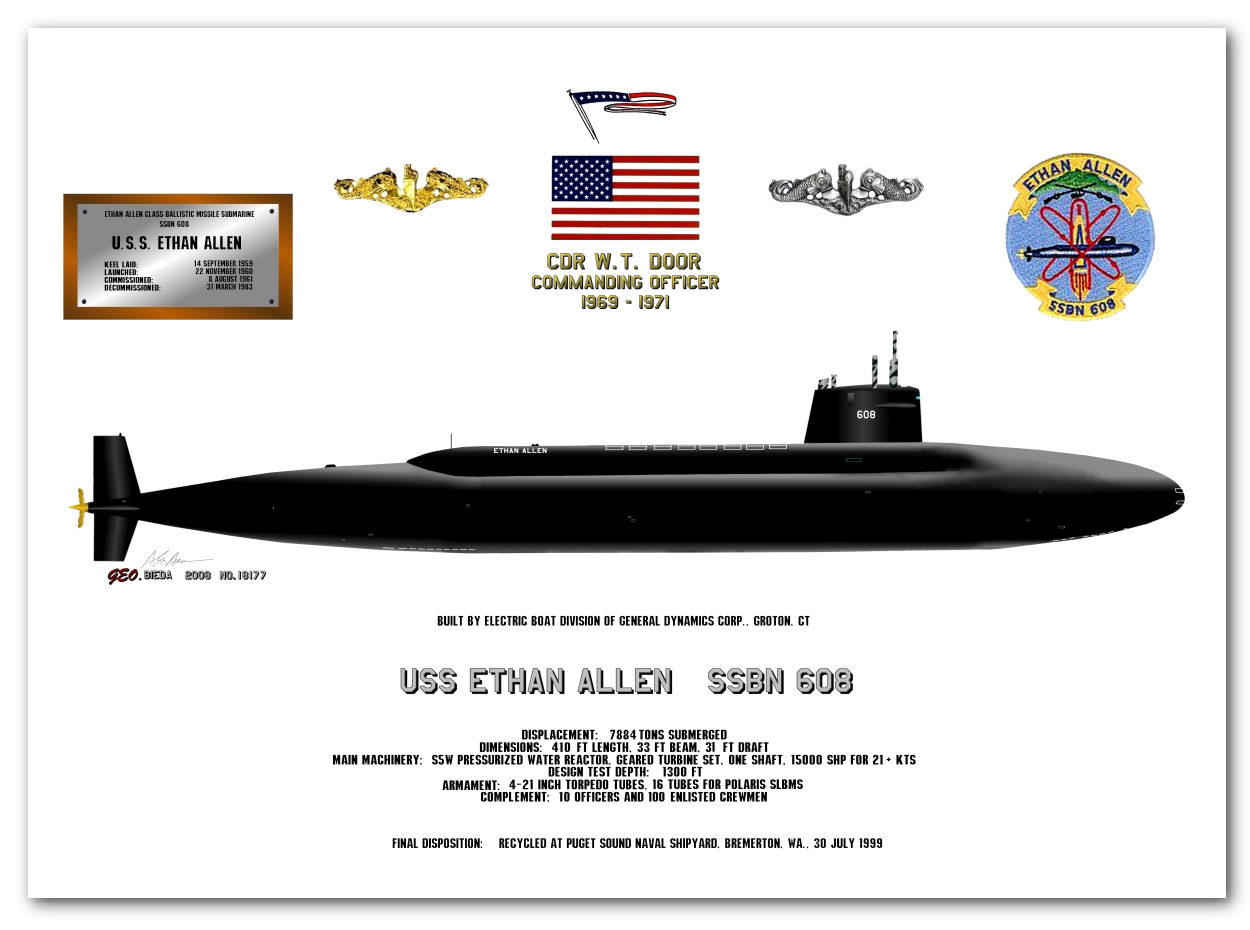 ETHAN ALLEN CLASS BALLISTIC MISSILE SUBMARINE
SSBN 608
U.S.S. ETHAN ALLEN
KEEL LAID: 14 SEPTEMBER 1959
LAUNCHED: 22 NOVEMBER 1960
COMMISSIONED: 8 AUGUST 1961
DECOMMISSIONED: 31 MARCH 1983
CDR W.T. DOOR
COMMANDING OFFICER
1969 - 1971
ETHAN ALLEN
SSBN 608
608
ETHAN ALLEN
GEO. BIEDA 2008 NO.18177
BUILT BY ELECTRIC BOAT DIVISION OF GENERAL DYNAMICS CORP., GROTON, CT
USS ETHAN ALLEN SSBN 608
DISPLACEMENT: 7884 TONS SUBMERGED
DIMENSIONS: 410 FT LENGTH, 33 FT BEAM, 31 FT DRAFT
MAIN MACHINERY: S5W PRESSURIZED WATER REACTOR, GEARED TURBINE SET, ONE SHAFT, 15000 SHP FOR 21+ KTS
DESIGN TEST DEPTH: 1300 FT
ARMAMENT: 4-21 INCH TORPEDO TUBES, 16 TUBES FOR POLARIS SLBMS
COMPLEMENT: 10 OFFICERS AND 100 ENLISTED CREWMEN
FINAL DISPOSITION: RECYCLED AT PUGET SOUND NAVAL SHIPYARD, BREMERTON, WA., 30 JULY 1999